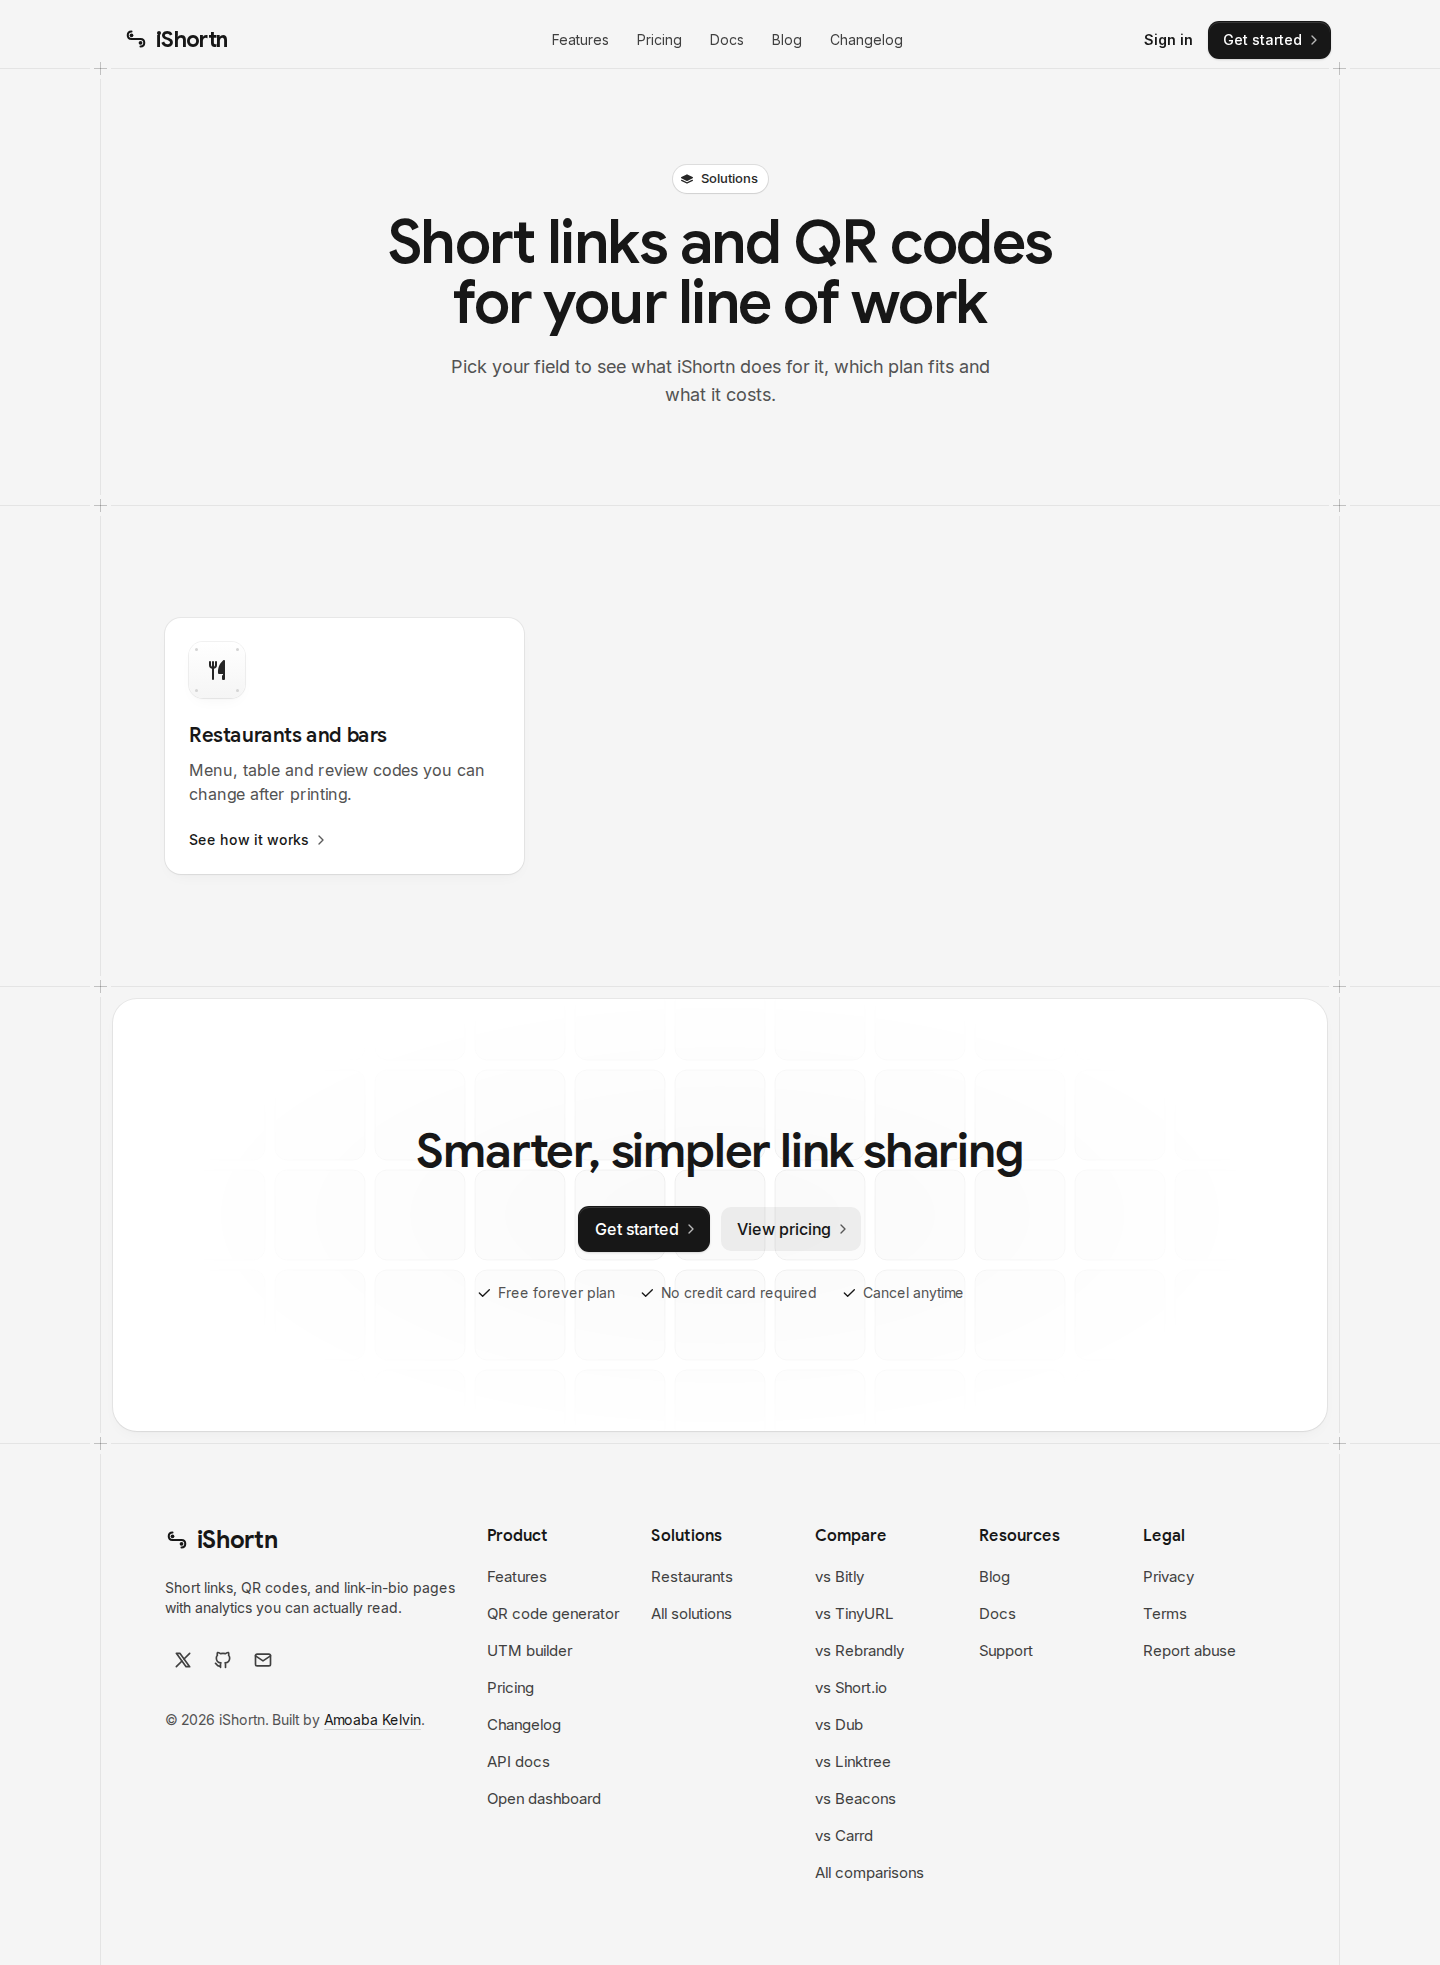 iShortn
Features
Pricing
Docs
Blog
Changelog
Sign in
Get started
Solutions
Short links and QR codes
for your line of work
Pick your field to see what iShortn does for it, which plan fits and
what it costs.
Restaurants and bars
Menu, table and review codes you can
change after printing.
See how it works
Smarter, simpler link sharing
Get started
View pricing
Free forever plan
No credit card required
Cancel anytime
iShortn
Short links, QR codes, and link-in-bio pages
with analytics you can actually read.
© 2026 iShortn. Built by Amoaba Kelvin.
Product
Features
QR code generator
UTM builder
Pricing
Changelog
API docs
Open dashboard
Solutions
Restaurants
All solutions
Compare
vs Bitly
vs TinyURL
vs Rebrandly
vs Short.io
vs Dub
vs Linktree
vs Beacons
vs Carrd
All comparisons
Resources
Blog
Docs
Support
Legal
Privacy
Terms
Report abuse